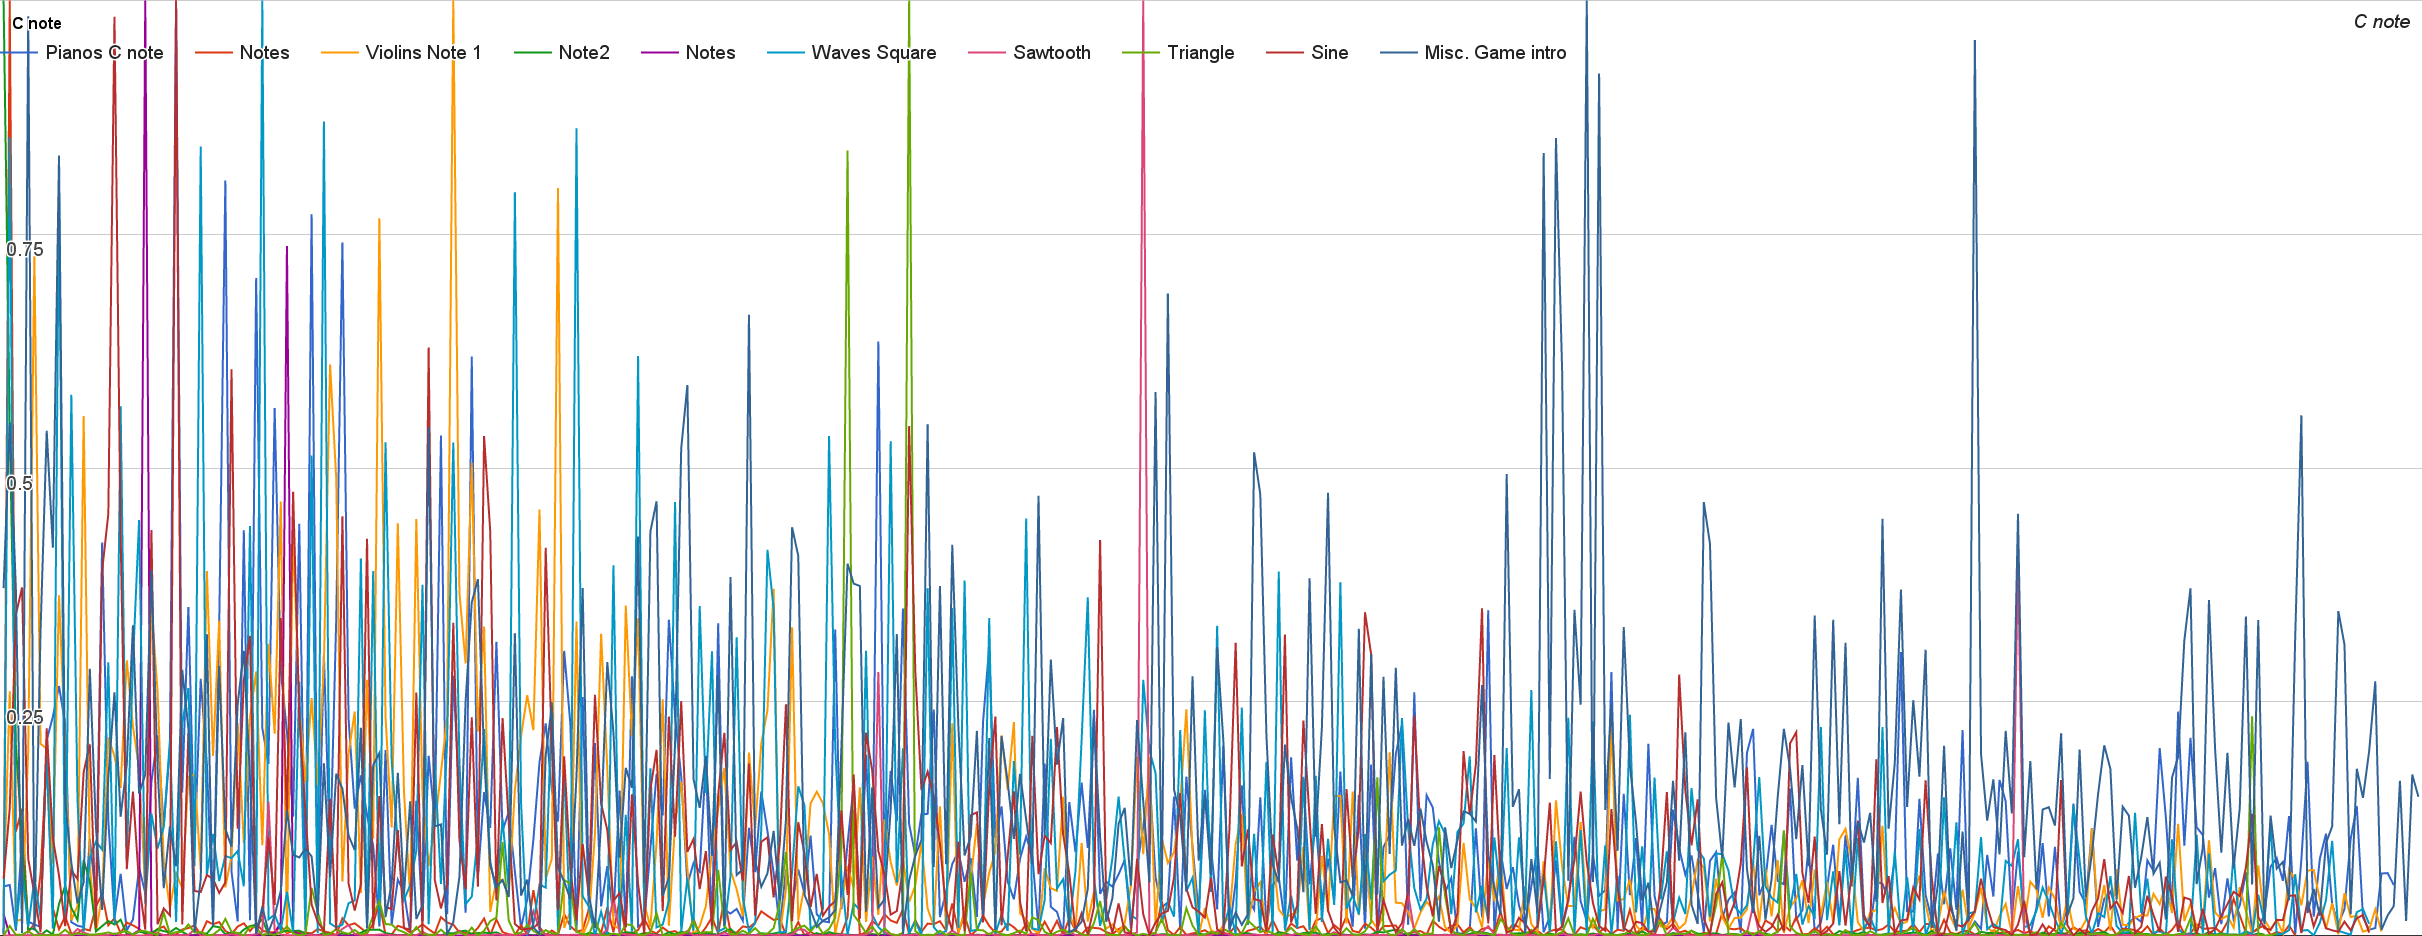 C note
C note
Pianos C note Notes Violins Note 1 Note2 Notes Waves Square Sawtooth Triangle Sine Misc. Game intro
0.75
0.5
0.25